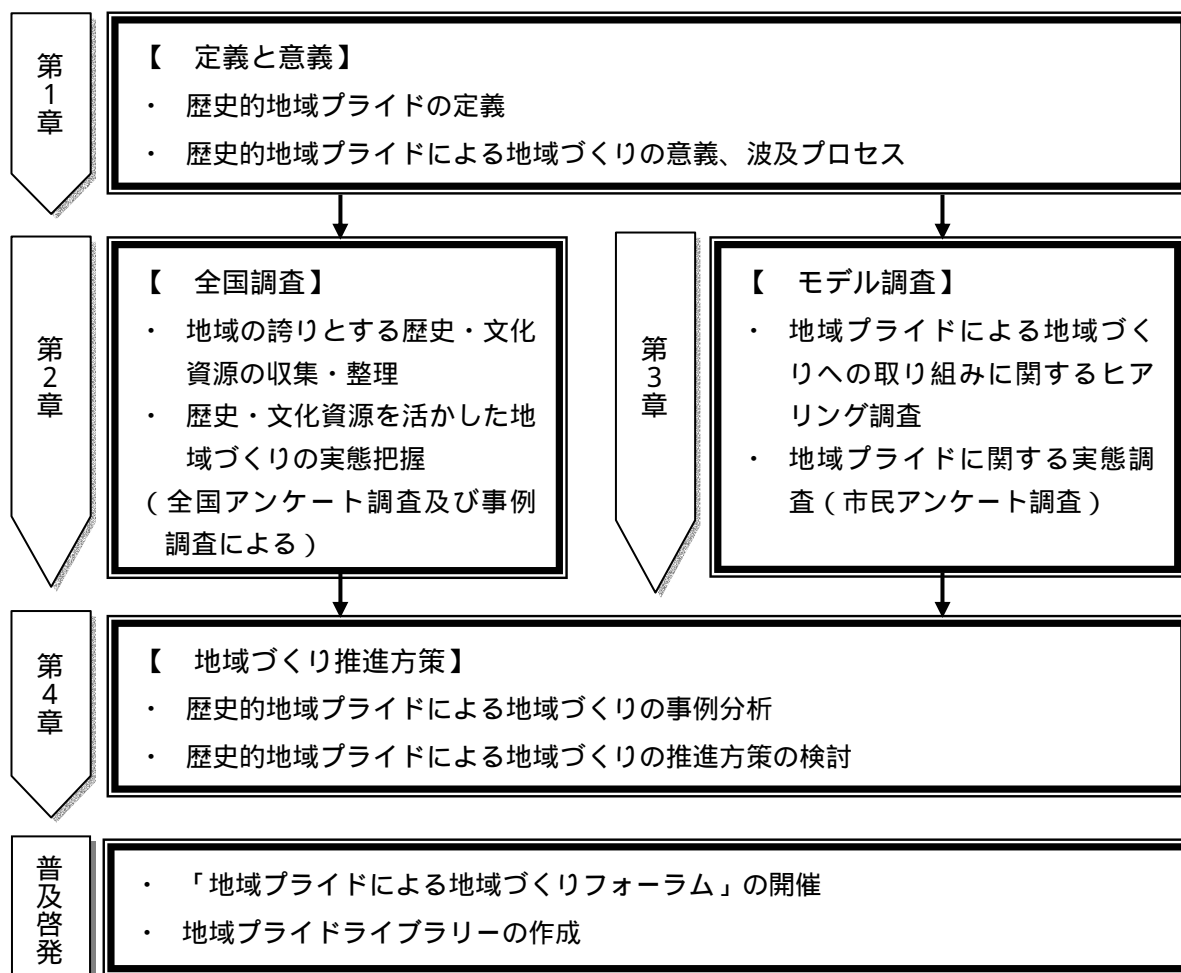 第1章
【　定義と意義】
・ 歴史的地域プライドの定義
・ 歴史的地域プライドによる地域づくりの意義、波及プロセス
第2章
【　全国調査】
・ 地域の誇りとする歴史・文化
資源の収集・整理
・ 歴史・文化資源を活かした地
域づくりの実態把握
（全国アンケート調査及び事例
調査による）
第3章
【　モデル調査】
・ 地域プライドによる地域づく
りへの取り組みに関するヒア
リング調査
・ 地域プライドに関する実態調
査（市民アンケート調査）
第4章
【　地域づくり推進方策】
・ 歴史的地域プライドによる地域づくりの事例分析
・ 歴史的地域プライドによる地域づくりの推進方策の検討
普及啓発
・ 「地域プライドによる地域づくりフォーラム」の開催
・ 地域プライドライブラリーの作成